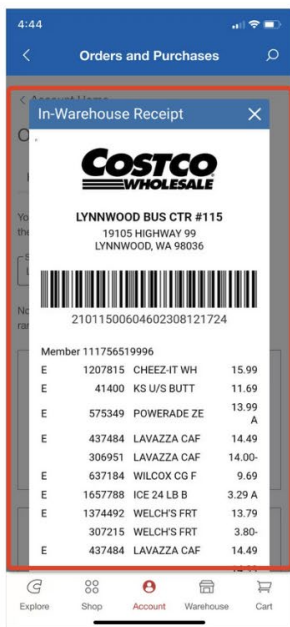 4:44
Orders and Purchases
Account Home
In-Warehouse Receipt
COSTCO
WHOLESALE
LYNNWOOD BUS CTR #115
19105 HIGHWAY 99
LYNNWOOD, WA 98036
21011500604602308121724
Member 111756519996
E 1207815 CHEEZ-IT WH 15.99
E 41400 KS U/S BUTT 11.69
E 575349 POWERADE ZE 13.99
A
E 437484 LAVAZZA CAF 14.49
306951 LAVAZZA CAF 14.00-
E 637184 WILCOX CG F 9.69
E 1657788 ICE 24 LB B 3.29 A
E 1374492 WELCH'S FRT 13.79
307215 WELCH'S FRT 3.80-
E 437484 LAVAZZA CAF 14.49
Explore Shop Account Warehouse Cart